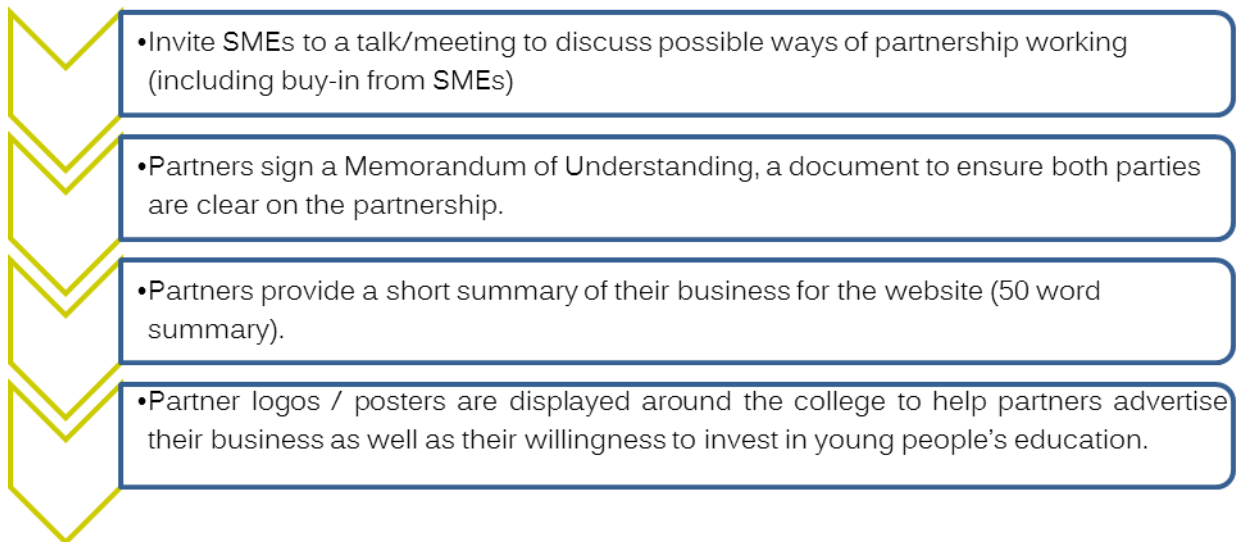 •Invite SMEs to a talk/meeting to discuss possible ways of partnership working
(including buy-in from SMEs)
•Partners sign a Memorandum of Understanding, a document to ensure both parties
are clear on the partnership.
•Partners provide a short summary of their business for the website (50 word
summary).
•Partner logos / posters are displayed around the college to help partners advertise
their business as well as their willingness to invest in young people’s education.